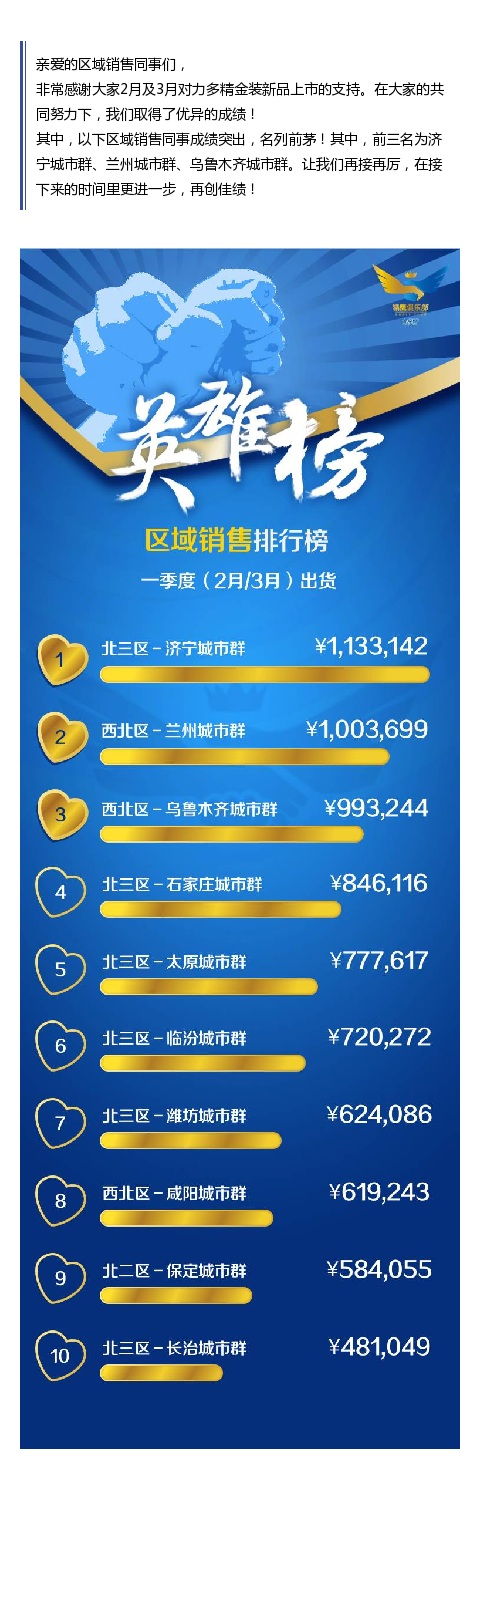 亲爱的区域销售同事们，
非常感谢大家2月及3月对力多精金装新品上市的支持。在大家的共
同努力下，我们取得了优异的成绩！
其中，以下区域销售同事成绩突出，名列前茅！其中，前三名为济
宁城市群、兰州城市群、乌鲁木齐城市群。让我们再接再厉，在接
下来的时间里更进一步，再创佳绩！
英雄榜
区域销售排行榜
一季度（2月/3月）出货
1 北三区－济宁城市群 ¥1,133,142
2 西北区－兰州城市群 ¥1,003,699
3 西北区－乌鲁木齐城市群 ¥993,244
4 北三区－石家庄城市群 ¥846,116
5 北三区－太原城市群 ¥777,617
6 北三区－临汾城市群 ¥720,272
7 北三区－潍坊城市群 ¥624,086
8 西北区－咸阳城市群 ¥619,243
9 北二区－保定城市群 ¥584,055
10 北三区－长治城市群 ¥481,049